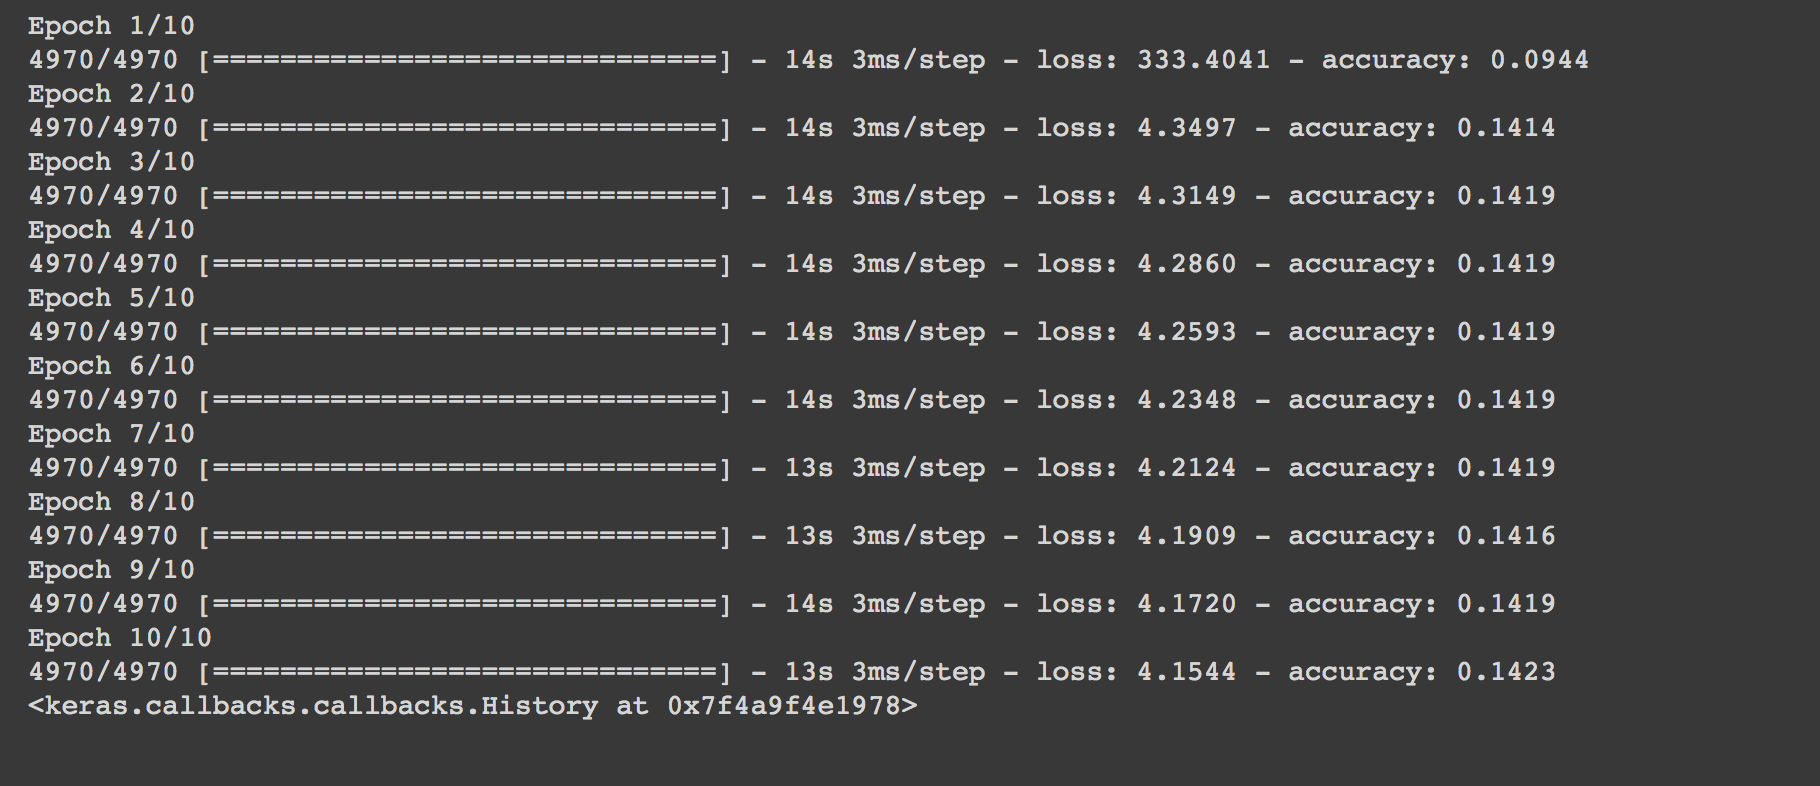 Epoch 1/10
4970/4970 [==============================] - 14s 3ms/step - loss: 333.4041 - accuracy: 0.0944
Epoch 2/10
4970/4970 [==============================] - 14s 3ms/step - loss: 4.3497 - accuracy: 0.1414
Epoch 3/10
4970/4970 [==============================] - 14s 3ms/step - loss: 4.3149 - accuracy: 0.1419
Epoch 4/10
4970/4970 [==============================] - 14s 3ms/step - loss: 4.2860 - accuracy: 0.1419
Epoch 5/10
4970/4970 [==============================] - 14s 3ms/step - loss: 4.2593 - accuracy: 0.1419
Epoch 6/10
4970/4970 [==============================] - 14s 3ms/step - loss: 4.2348 - accuracy: 0.1419
Epoch 7/10
4970/4970 [==============================] - 13s 3ms/step - loss: 4.2124 - accuracy: 0.1419
Epoch 8/10
4970/4970 [==============================] - 13s 3ms/step - loss: 4.1909 - accuracy: 0.1416
Epoch 9/10
4970/4970 [==============================] - 14s 3ms/step - loss: 4.1720 - accuracy: 0.1419
Epoch 10/10
4970/4970 [==============================] - 13s 3ms/step - loss: 4.1544 - accuracy: 0.1423
<keras.callbacks.callbacks.History at 0x7f4a9f4e1978>